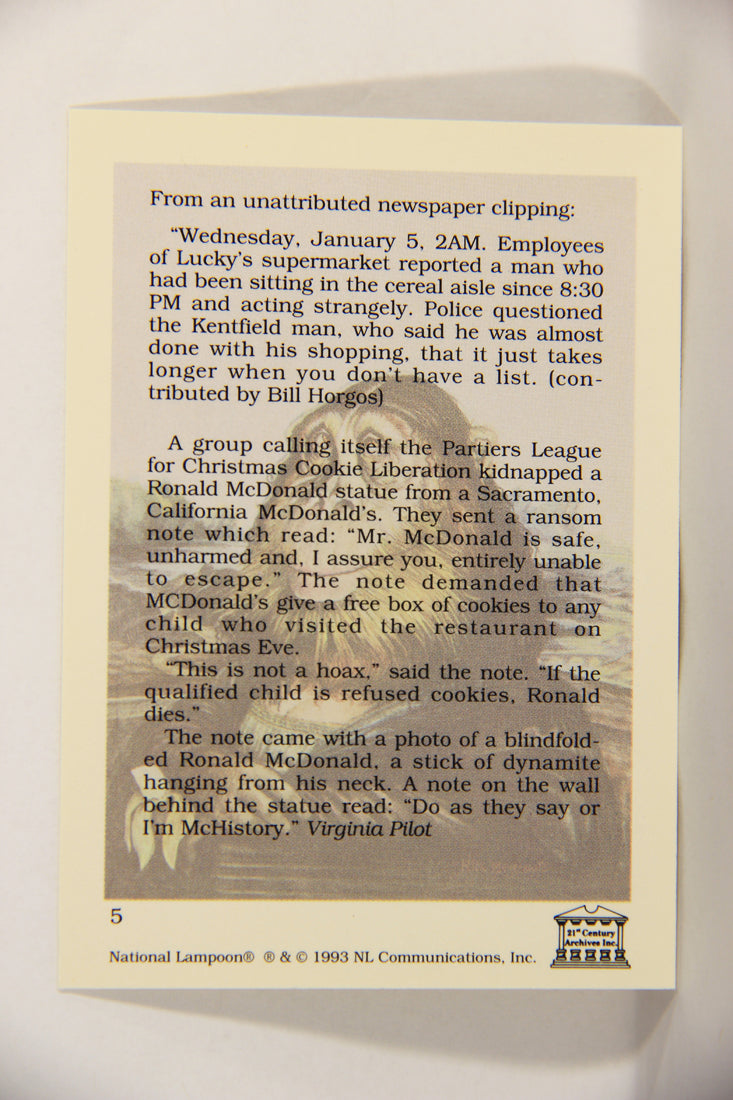 From an unattributed newspaper clipping:
“Wednesday, January 5, 2AM. Employees
of Lucky’s supermarket reported a man who
had been sitting in the cereal aisle since 8:30
PM and acting strangely. Police questioned
the Kentfield man, who said he was almost
done with his shopping, that it just takes
longer when you don’t have a list. (con-
tributed by Bill Horgos)
A group calling itself the Partiers League
for Christmas Cookie Liberation kidnapped a
Ronald McDonald statue from a Sacramento,
California McDonald’s. They sent a ransom
note which read: “Mr. McDonald is safe,
unharmed and, I assure you, entirely unable
to escape.” The note demanded that
MCDonald’s give a free box of cookies to any
child who visited the restaurant on
Christmas Eve.
“This is not a hoax,” said the note. “If the
qualified child is refused cookies, Ronald
dies.”
The note came with a photo of a blindfold-
ed Ronald McDonald, a stick of dynamite
hanging from his neck. A note on the wall
behind the statue read: “Do as they say or
I’m McHistory.” Virginia Pilot
5
21st Century
Archives Inc.
National Lampoon® ® & © 1993 NL Communications, Inc.